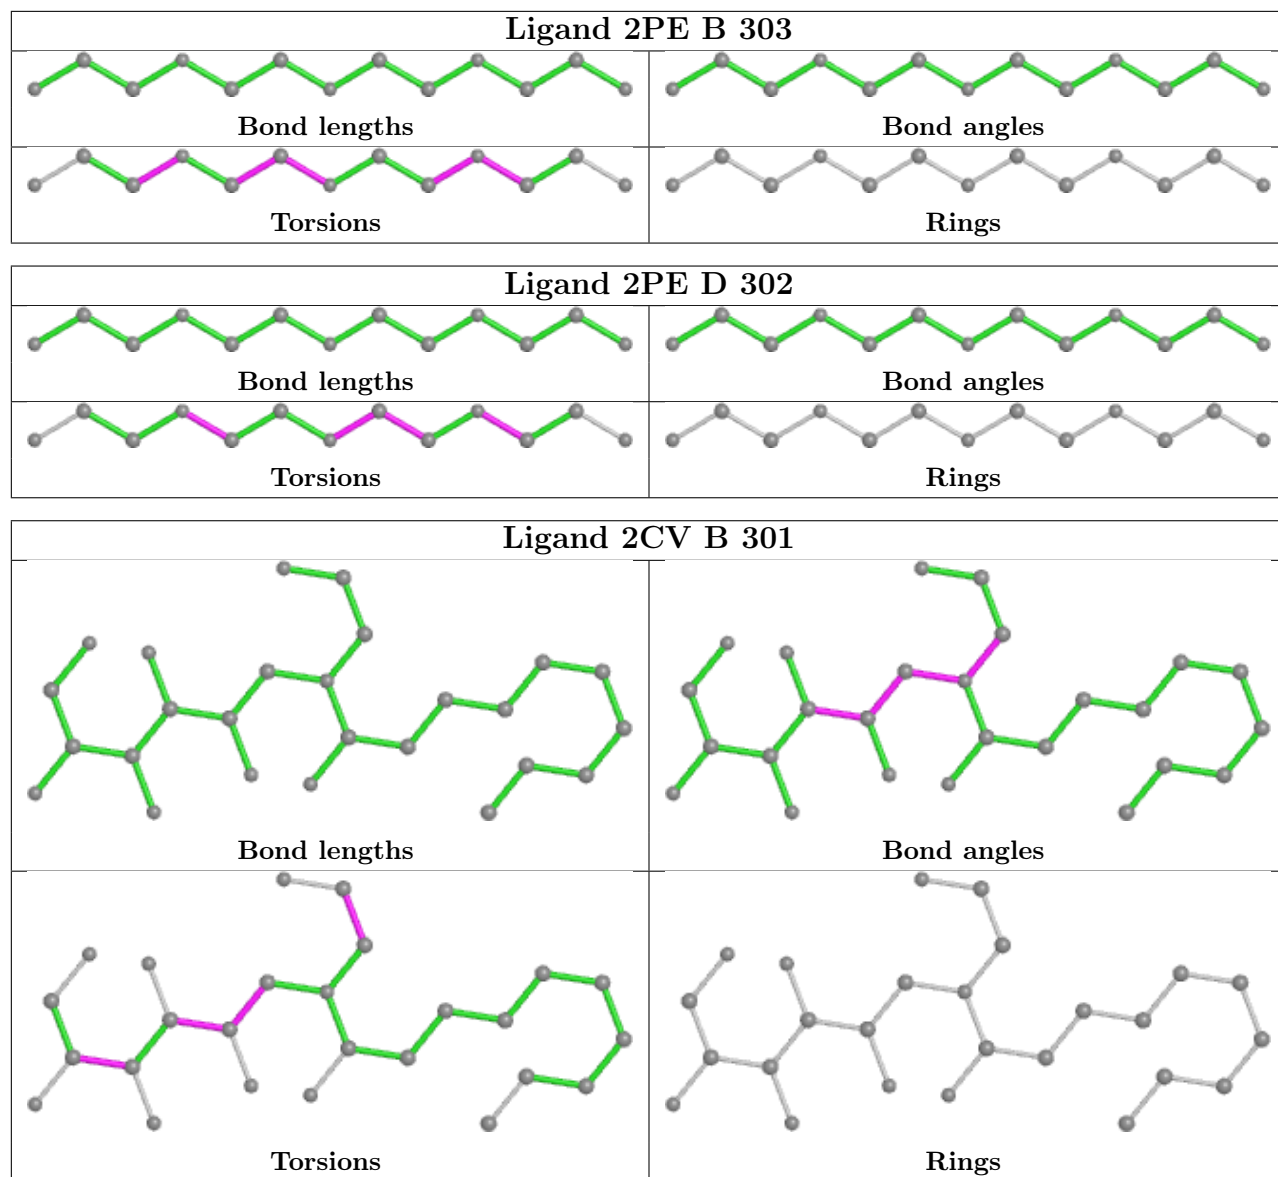 Ligand 2PE B 303
Bond lengths
Bond angles
Torsions
Rings
Ligand 2PE D 302
Bond lengths
Bond angles
Torsions
Rings
Ligand 2CV B 301
Bond lengths
Bond angles
Torsions
Rings